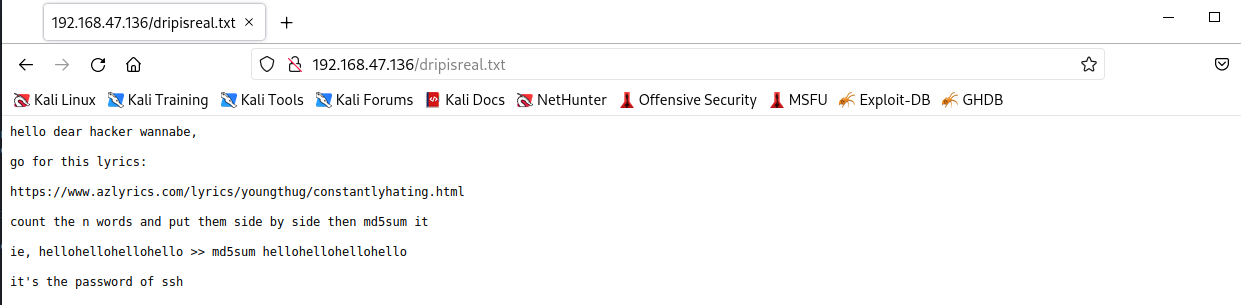 192.168.47.136/dripisreal.txt
192.168.47.136/dripisreal.txt
Kali Linux Kali Training Kali Tools Kali Forums Kali Docs NetHunter Offensive Security MSFU Exploit-DB GHDB
hello dear hacker wannabe,
go for this lyrics:
https://www.azlyrics.com/lyrics/youngthug/constantlyhating.html
count the n words and put them side by side then md5sum it
ie, hellohellohellohello >> md5sum hellohellohellohello
it's the password of ssh